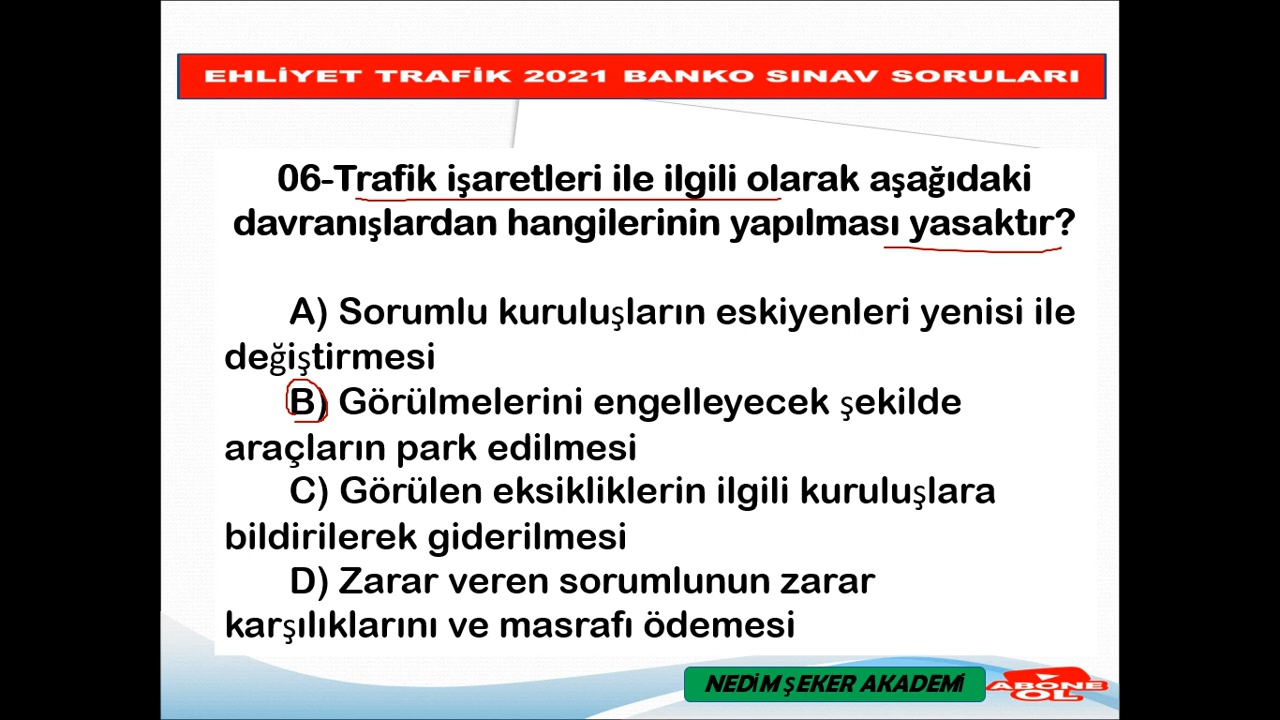 EHLİYET TRAFİK 2021 BANKO SINAV SORULARI
06-Trafik işaretleri ile ilgili olarak aşağıdaki
davranışlardan hangilerinin yapılması yasaktır?
A) Sorumlu kuruluşların eskiyenleri yenisi ile
değiştirmesi
B) Görülmelerini engelleyecek şekilde
araçların park edilmesi
C) Görülen eksikliklerin ilgili kuruluşlara
bildirilerek giderilmesi
D) Zarar veren sorumlunun zarar
karşılıklarını ve masrafı ödemesi
NEDİM ŞEKER AKADEMİ
ABONE
OL